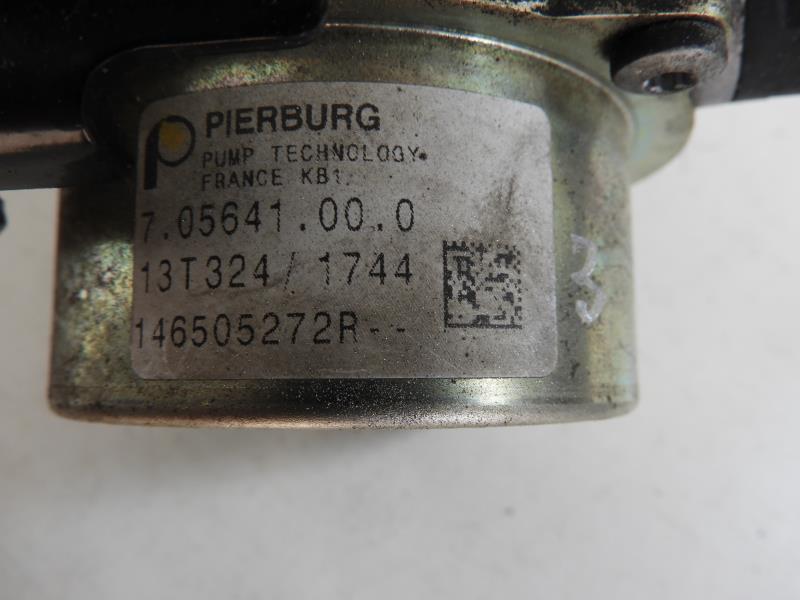 PIERBURG
PUMP TECHNOLOGY
FRANCE KB1
7.05641.00.0
13T324 / 1744
146505272R--
3